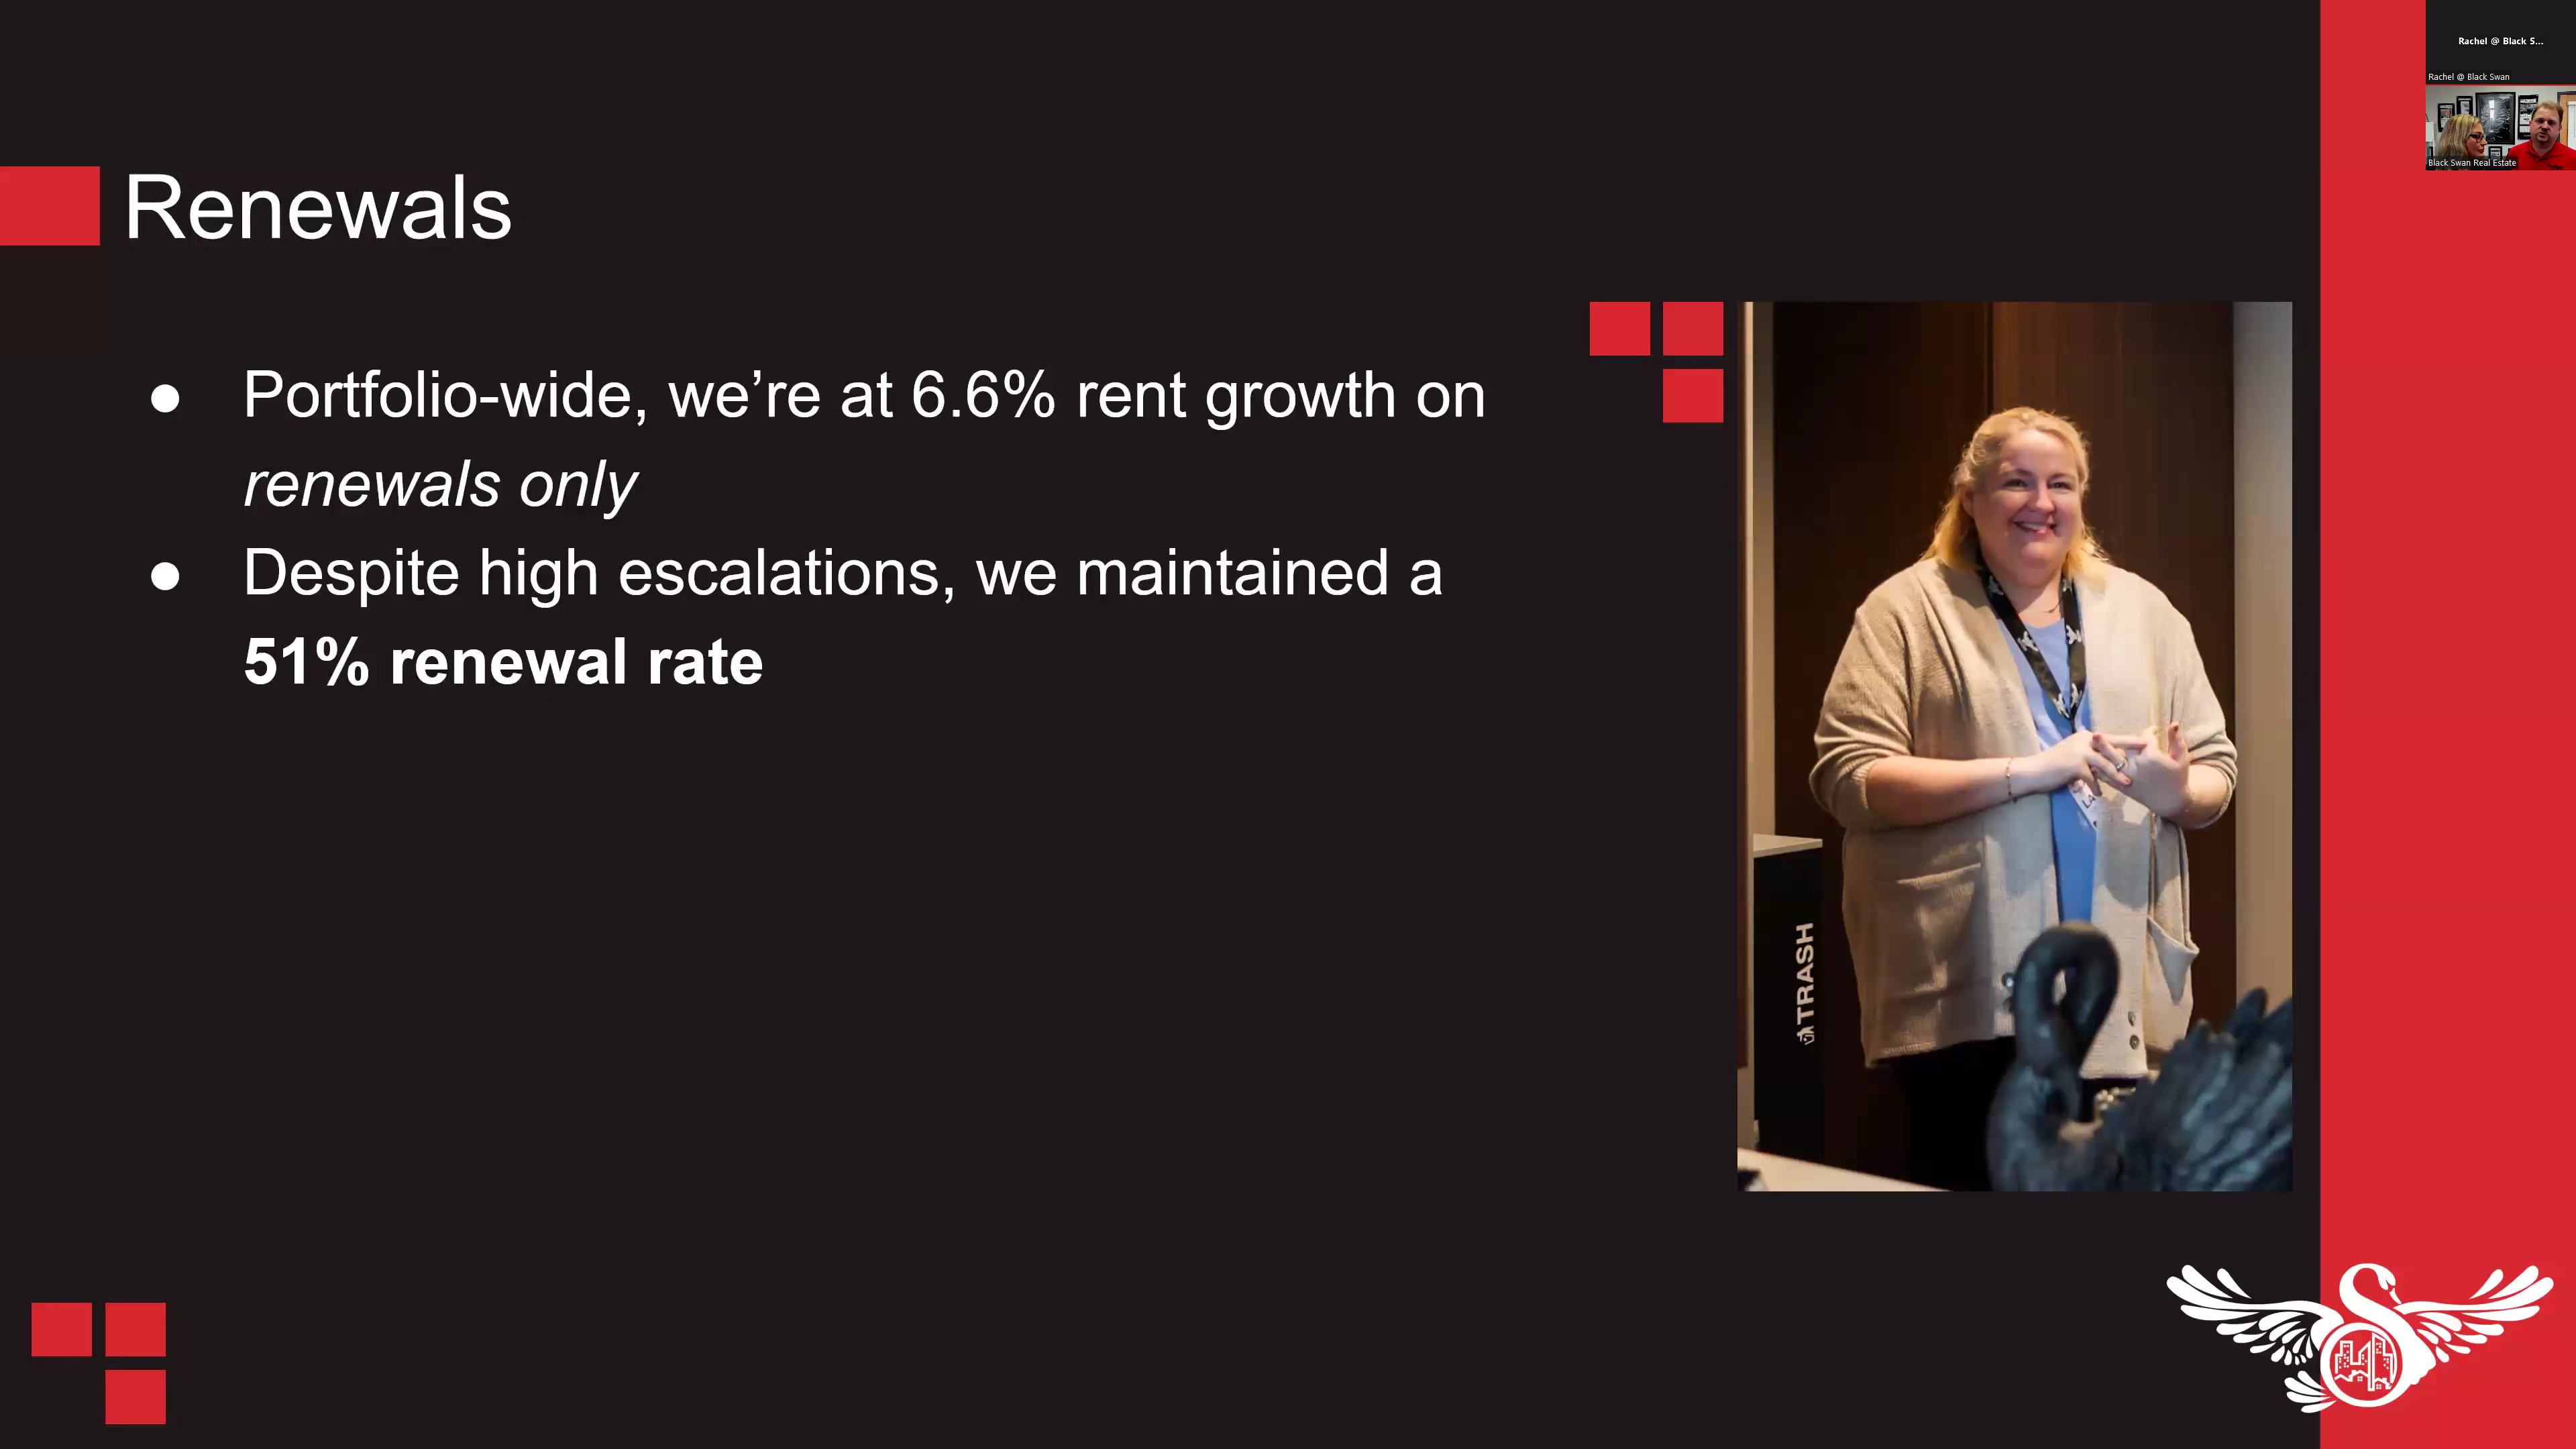 Rachel @ Black S...
Rachel @ Black Swan
Black Swan Real Estate
Renewals
● Portfolio-wide, we’re at 6.6% rent growth on
renewals only
● Despite high escalations, we maintained a
51% renewal rate
TRASH
LA